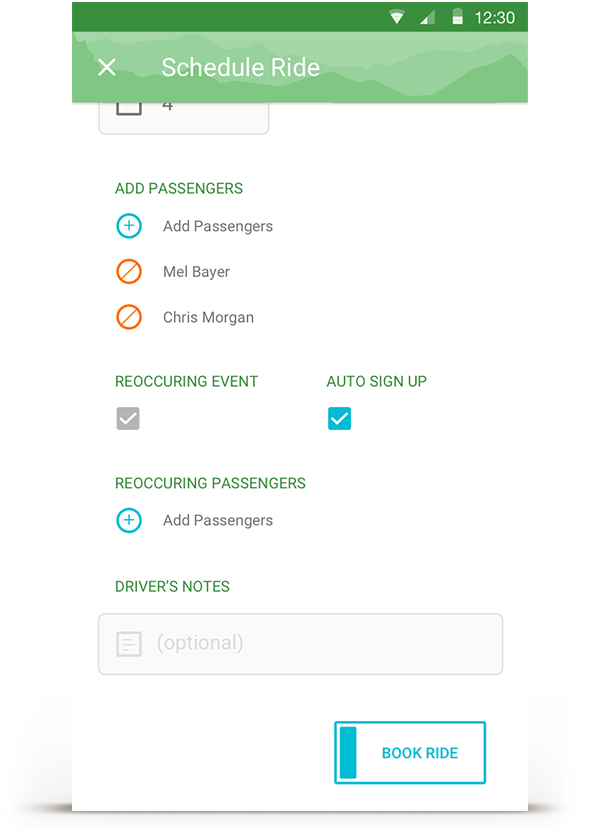 12:30
Schedule Ride
4
ADD PASSENGERS
Add Passengers
Mel Bayer
Chris Morgan
REOCCURING EVENT
AUTO SIGN UP
REOCCURING PASSENGERS
Add Passengers
DRIVER’S NOTES
(optional)
BOOK RIDE